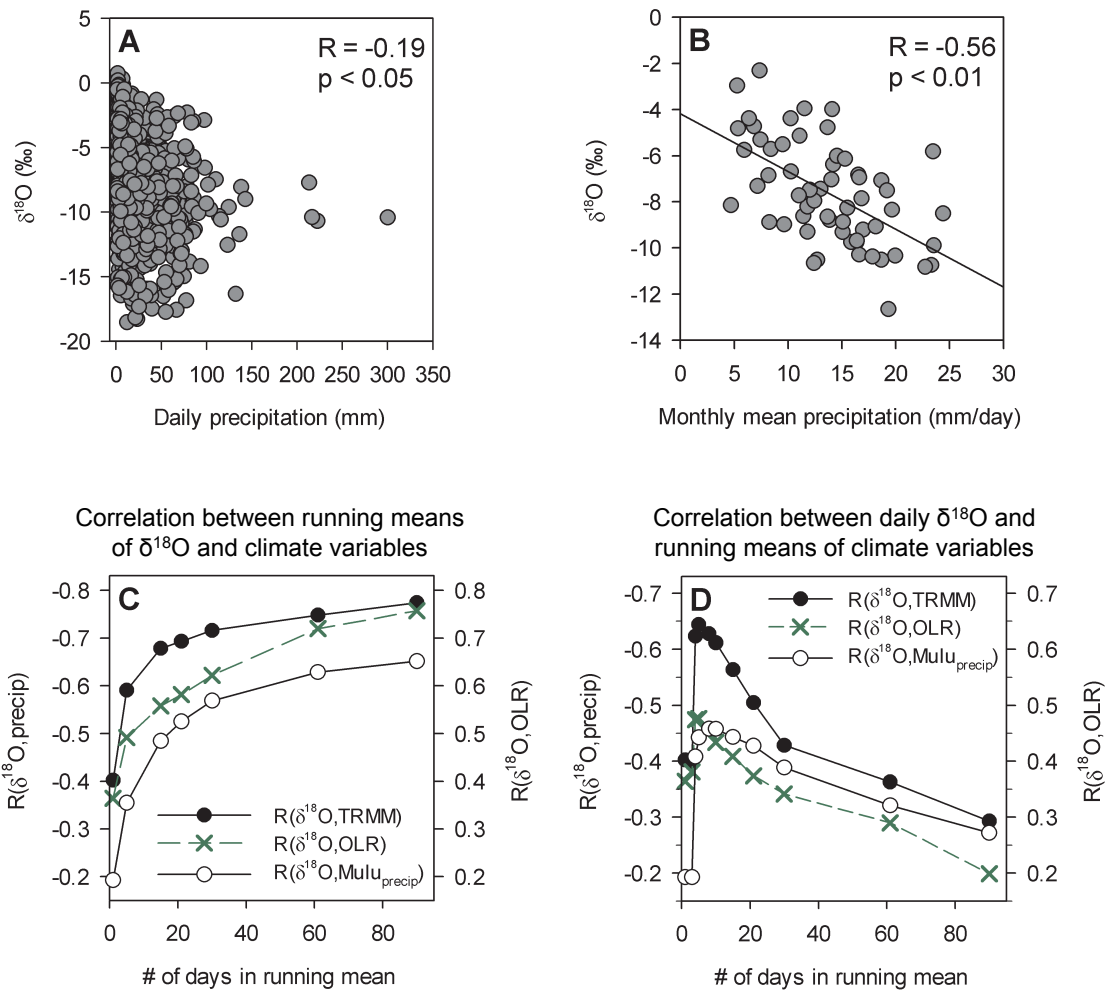 A
R = -0.19
p < 0.05
5
0
-5
-10
-15
-20
δ18O (‰)
0 50 100 150 200 250 300 350
Daily precipitation (mm)
B
R = -0.56
p < 0.01
0
-2
-4
-6
-8
-10
-12
-14
δ18O (‰)
0 5 10 15 20 25 30
Monthly mean precipitation (mm/day)
Correlation between running means
of δ18O and climate variables
C
-0.8
-0.7
-0.6
-0.5
-0.4
-0.3
-0.2
R(δ18O,precip)
0.8
0.7
0.6
0.5
0.4
0.3
0.2
R(δ18O,OLR)
R(δ18O,TRMM)
R(δ18O,OLR)
R(δ18O,Muluprecip)
0 20 40 60 80
# of days in running mean
Correlation between daily δ18O and
running means of climate variables
D
R(δ18O,TRMM)
R(δ18O,OLR)
R(δ18O,Muluprecip)
-0.7
-0.6
-0.5
-0.4
-0.3
-0.2
R(δ18O,precip)
0.7
0.6
0.5
0.4
0.3
0.2
R(δ18O,OLR)
0 20 40 60 80
# of days in running mean